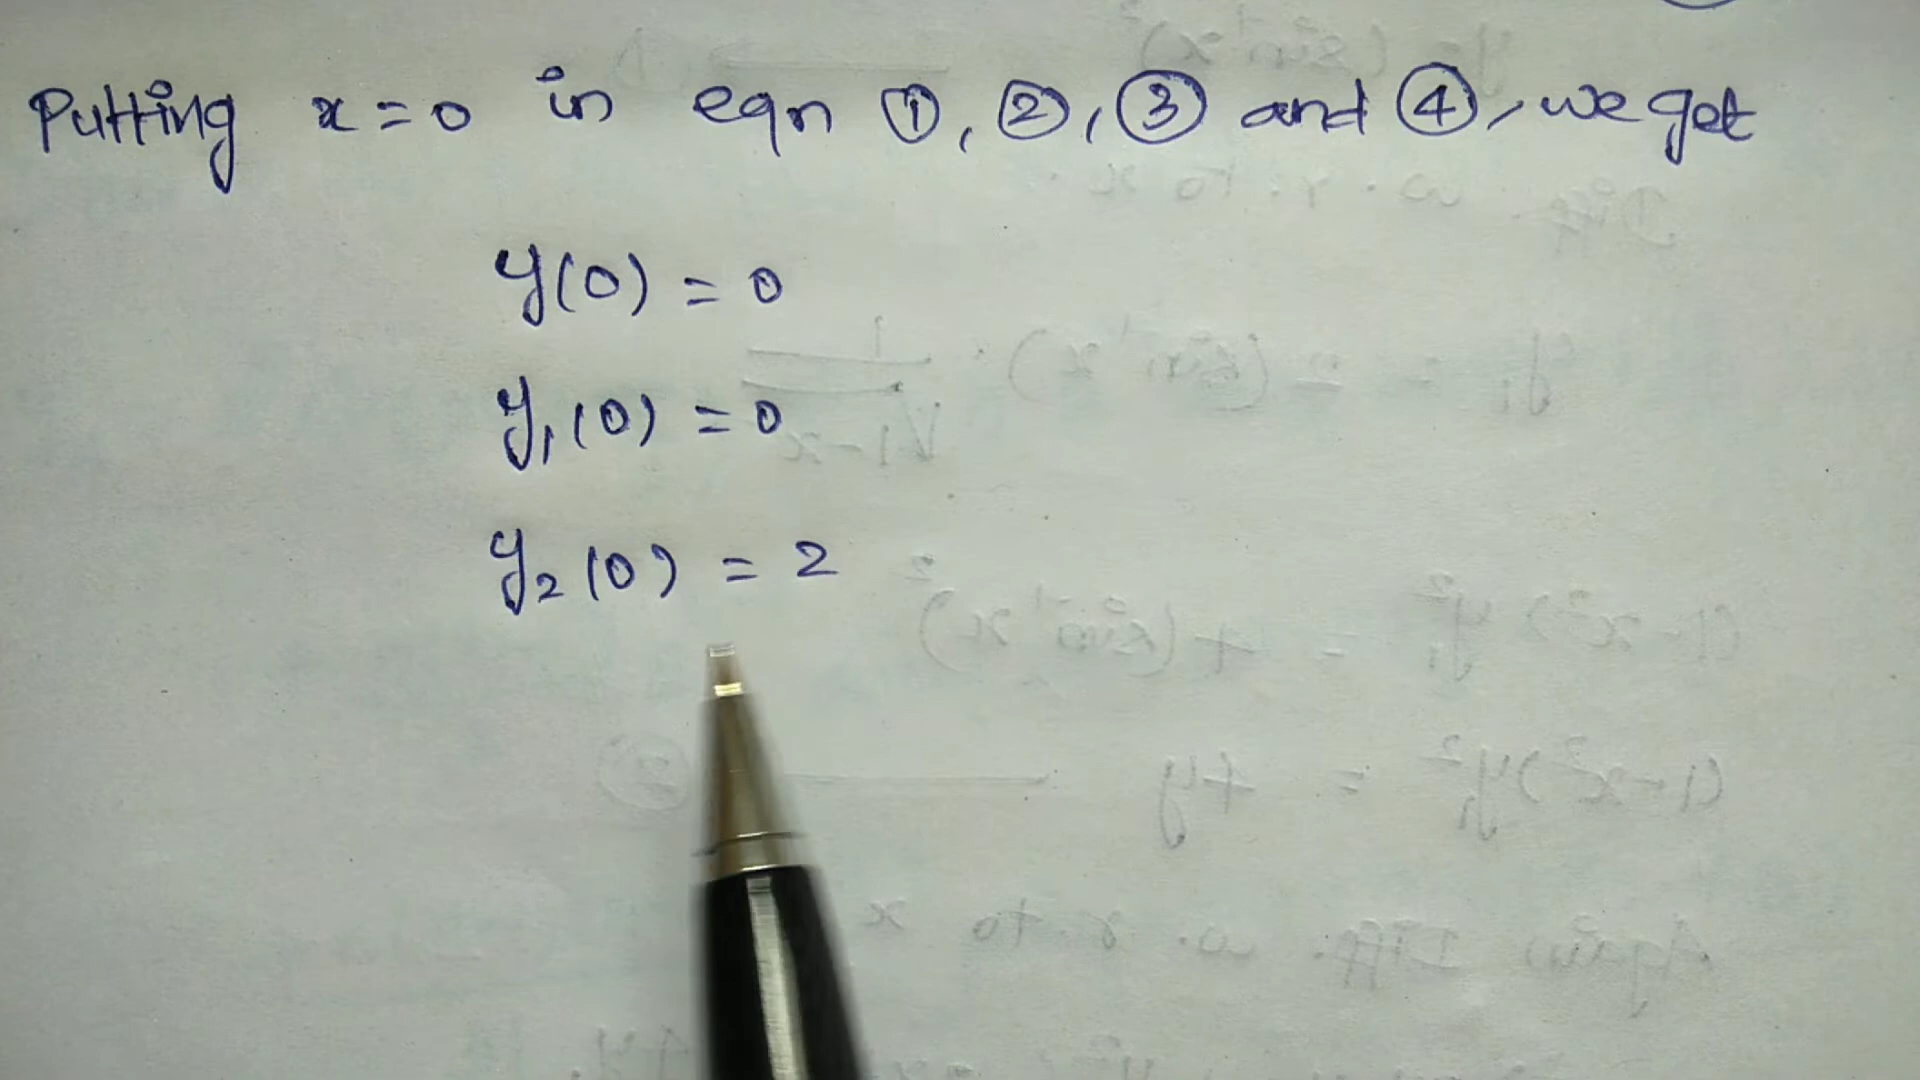 Putting x = 0 in eqn ①, ②, ③ and ④, we get
y(0) = 0
y₁(0) = 0
y₂(0) = 2